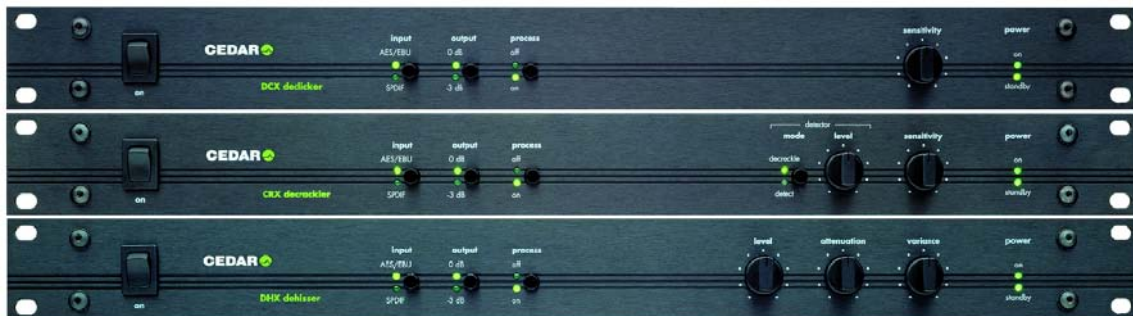 input output process sensitivity power
CEDAR AES/EBU 0 dB off on
on DCX declicker SPDIF -3 dB on standby
detector
input output process mode level sensitivity power
CEDAR AES/EBU 0 dB off decrackle on
on CRX decrackler SPDIF -3 dB on detect standby
input output process level attenuation variance power
CEDAR AES/EBU 0 dB off on
on DHX dehisser SPDIF -3 dB on standby